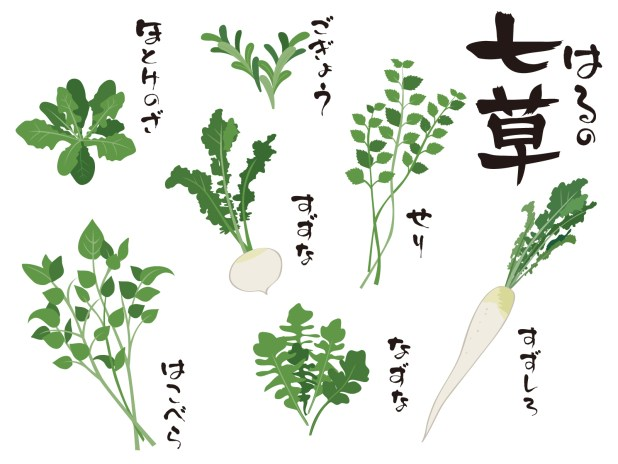 はるの
七草
せり
ごぎょう
ほとけのざ
すずしろ
すずな
なずな
はこべら